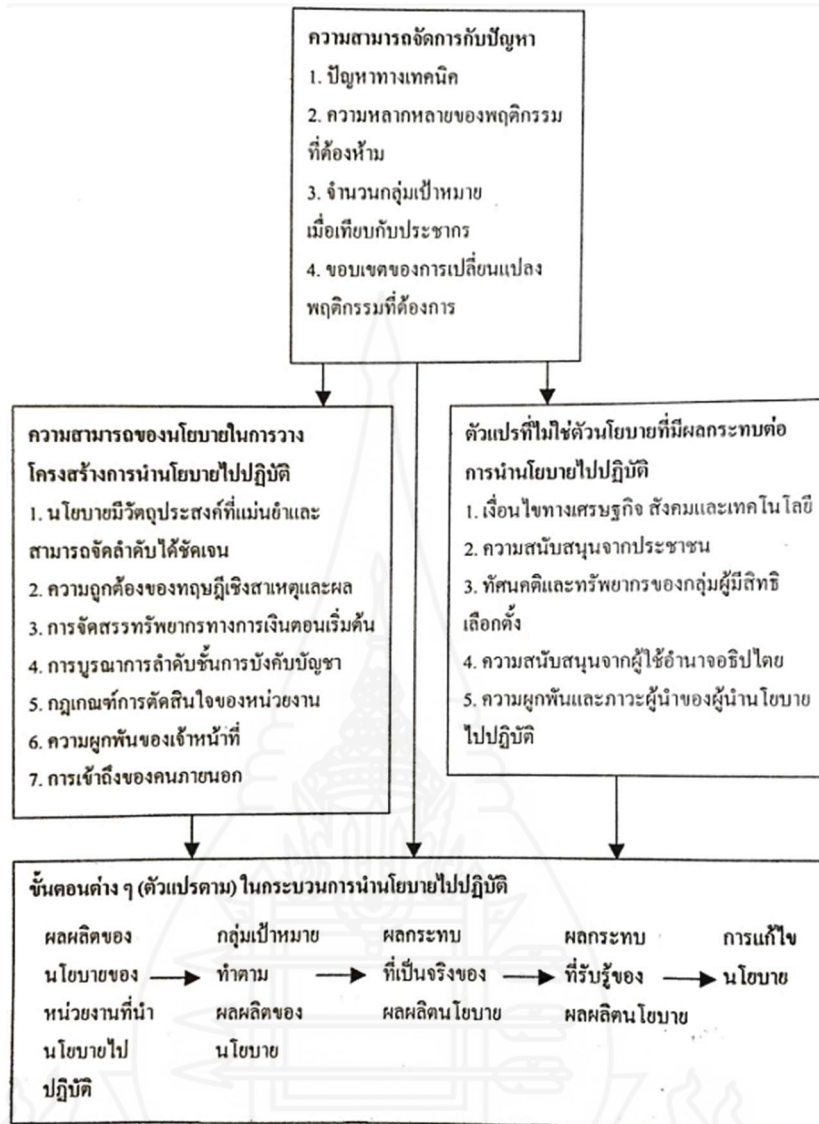 ความสามารถจัดการกับปัญหา
1. ปัญหาทางเทคนิค
2. ความหลากหลายของพฤติกรรม
ที่ต้องห้าม
3. จำนวนกลุ่มเป้าหมาย
เมื่อเทียบกับประชากร
4. ขอบเขตของการเปลี่ยนแปลง
พฤติกรรมที่ต้องการ
ความสามารถของนโยบายในการวาง
โครงสร้างการนำนโยบายไปปฏิบัติ
1. นโยบายมีวัตถุประสงค์ที่แม่นยำและ
สามารถจัดลำดับได้ชัดเจน
2. ความถูกต้องของทฤษฎีเชิงสาเหตุและผล
3. การจัดสรรทรัพยากรทางการเงินตอนเริ่มต้น
4. การบูรณาการลำดับชั้นการบังคับบัญชา
5. กฎเกณฑ์การตัดสินใจของหน่วยงาน
6. ความผูกพันของเจ้าหน้าที่
7. การเข้าถึงของคนภายนอก
ตัวแปรที่ไม่ใช่ตัวนโยบายที่มีผลกระทบต่อ
การนำนโยบายไปปฏิบัติ
1. เงื่อนไขทางเศรษฐกิจ สังคมและเทคโนโลยี
2. ความสนับสนุนจากประชาชน
3. ทัศนคติและทรัพยากรของกลุ่มผู้มีสิทธิ
เลือกตั้ง
4. ความสนับสนุนจากผู้ใช้อำนาจอธิปไตย
5. ความผูกพันและภาวะผู้นำของผู้นำนโยบาย
ไปปฏิบัติ
ขั้นตอนต่าง ๆ (ตัวแปรตาม) ในกระบวนการนำนโยบายไปปฏิบัติ
ผลผลิตของ
นโยบายของ
หน่วยงานที่นำ
นโยบายไป
ปฏิบัติ
กลุ่มเป้าหมาย
ทำตาม
ผลผลิตของ
นโยบาย
ผลกระทบ
ที่เป็นจริงของ
ผลผลิตนโยบาย
ผลกระทบ
ที่รับรู้ของ
ผลผลิตนโยบาย
การแก้ไข
นโยบาย